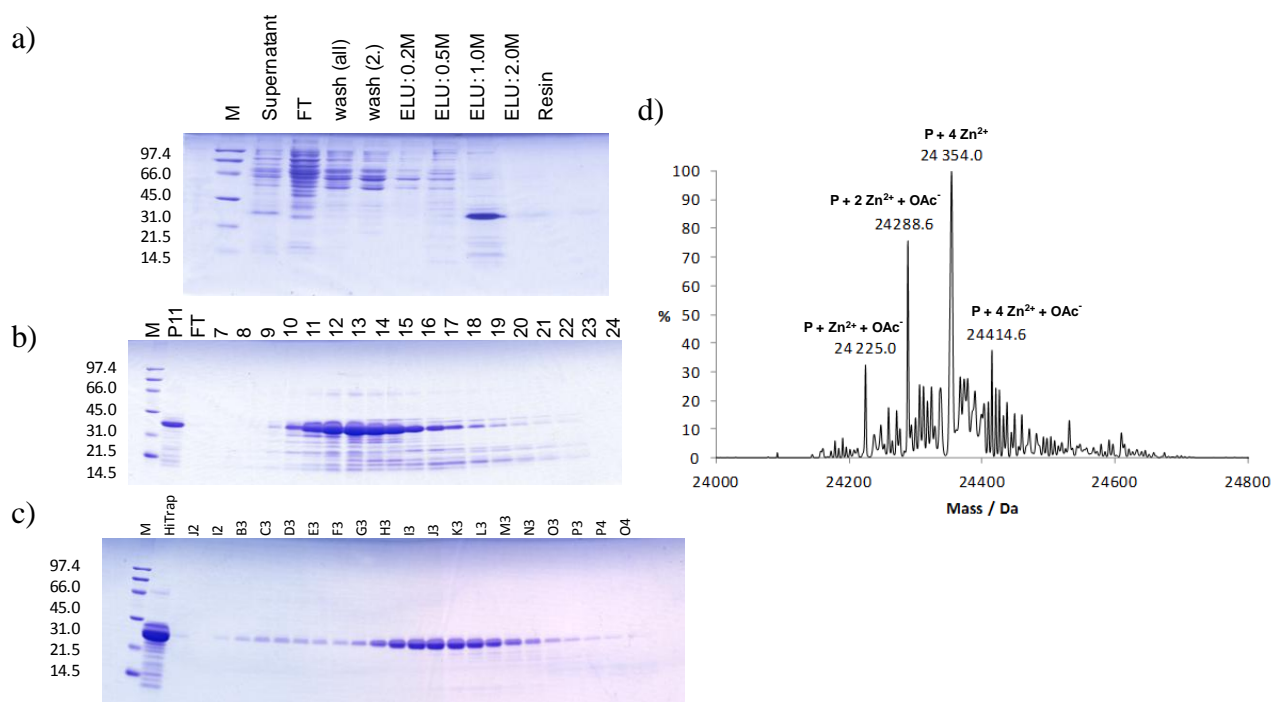 a)
M
Supernatant
FT
wash (all)
wash (2.)
ELU: 0.2M
ELU: 0.5M
ELU: 1.0M
ELU: 2.0M
Resin
97.4
66.0
45.0
31.0
21.5
14.5
b)
M
P11
FT
7
8
9
10
11
12
13
14
15
16
17
18
19
20
21
22
23
24
97.4
66.0
45.0
31.0
21.5
14.5
c)
M
HiTrap
J2
I2
B3
C3
D3
E3
F3
G3
H3
I3
J3
K3
L3
M3
N3
O3
P3
P4
O4
97.4
66.0
45.0
31.0
21.5
14.5
d)
P + 4 Zn²⁺
24 354.0
P + 2 Zn²⁺ + OAc⁻
24288.6
P + Zn²⁺ + OAc⁻
24 225.0
P + 4 Zn²⁺ + OAc⁻
24414.6
100
90
80
70
60
50
40
30
20
10
0
%
24000
24200
24400
24600
24800
Mass / Da